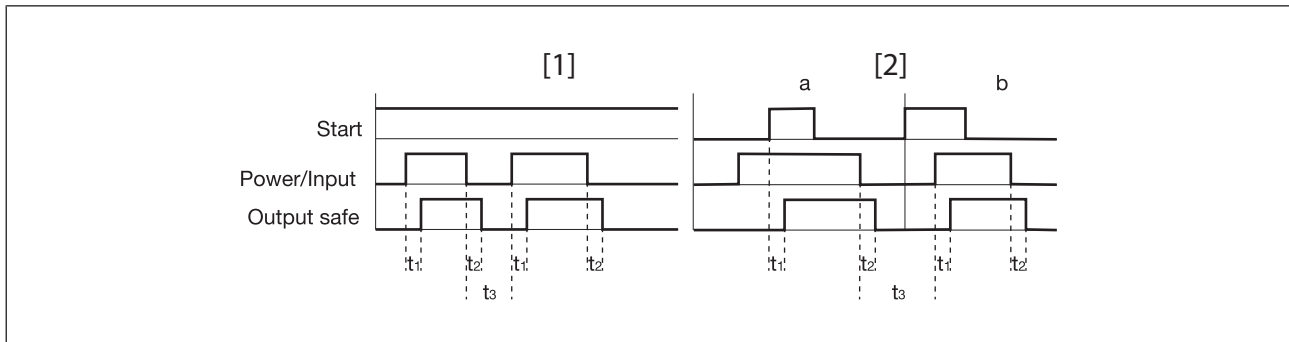 [1] [2]
a b
Start
Power/Input
Output safe
t1 t2 t1 t2 t1 t2 t1 t2
t3 t3